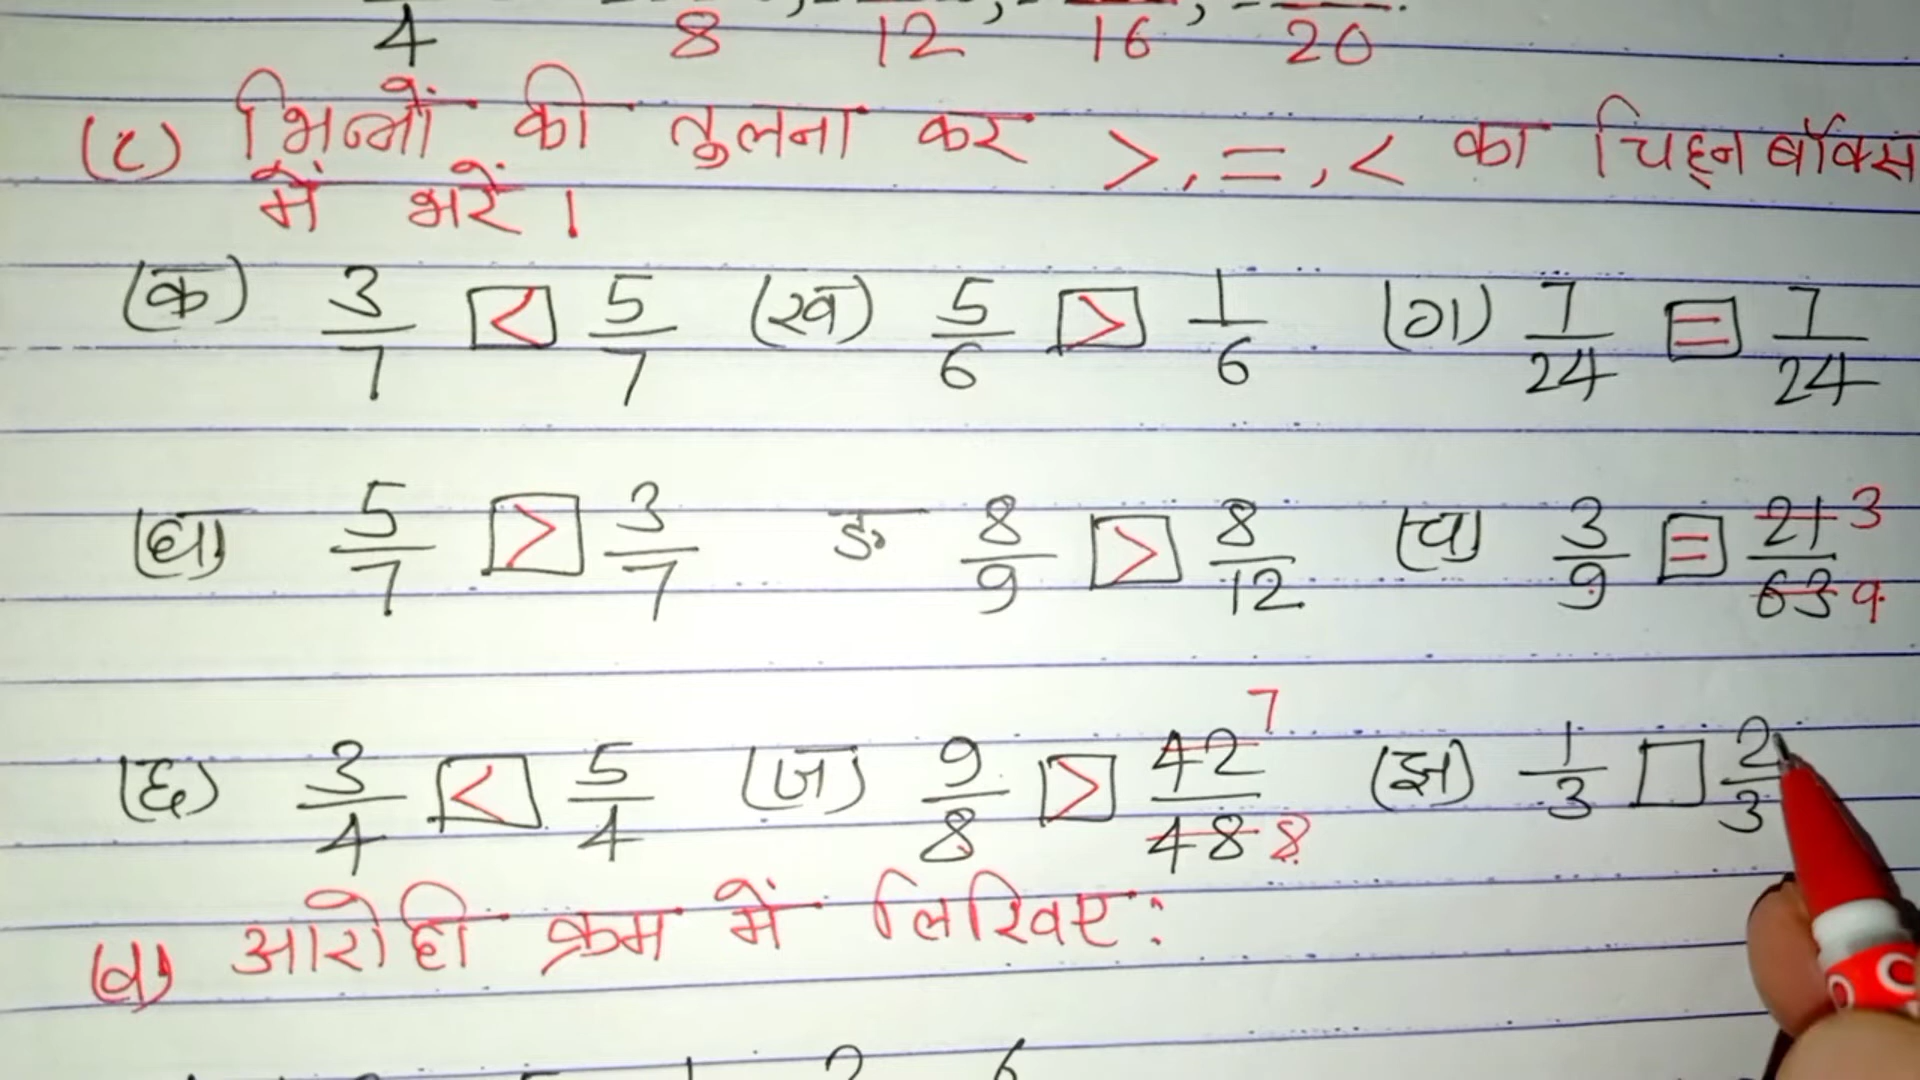 4 8 12 16 20
(८) भिन्नों की तुलना कर >, =, < का चिह्न बॉक्स
में भरें।
(क) 3/7 < 5/7 (ख) 5/6 > 1/6 (ग) 7/24 = 7/24
(घ) 5/7 > 3/7 ङ 8/9 > 8/12 (च) 3/9 = 21/63 3/9
(छ) 3/4 < 5/4 (ज) 9/8 > 42/48 7/8 (झ) 1/3 □ 2/3
आरोही क्रम में लिखिए: